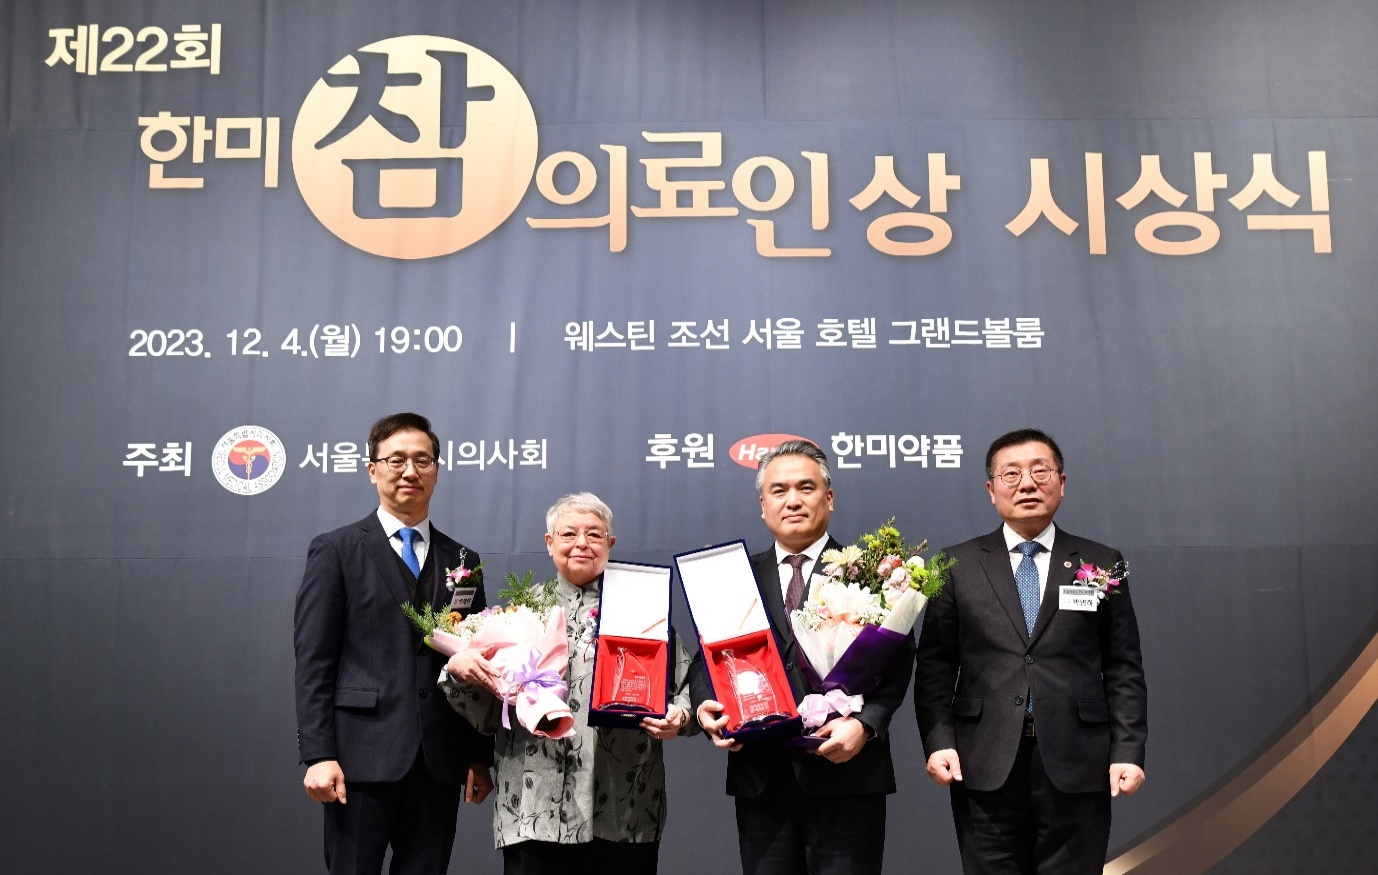 제22회
한미 참 의료인상 시상식
2023. 12. 4.(월) 19:00 | 웨스틴 조선 서울 호텔 그랜드볼룸
주최 서울 시의사회 후원 한미약품